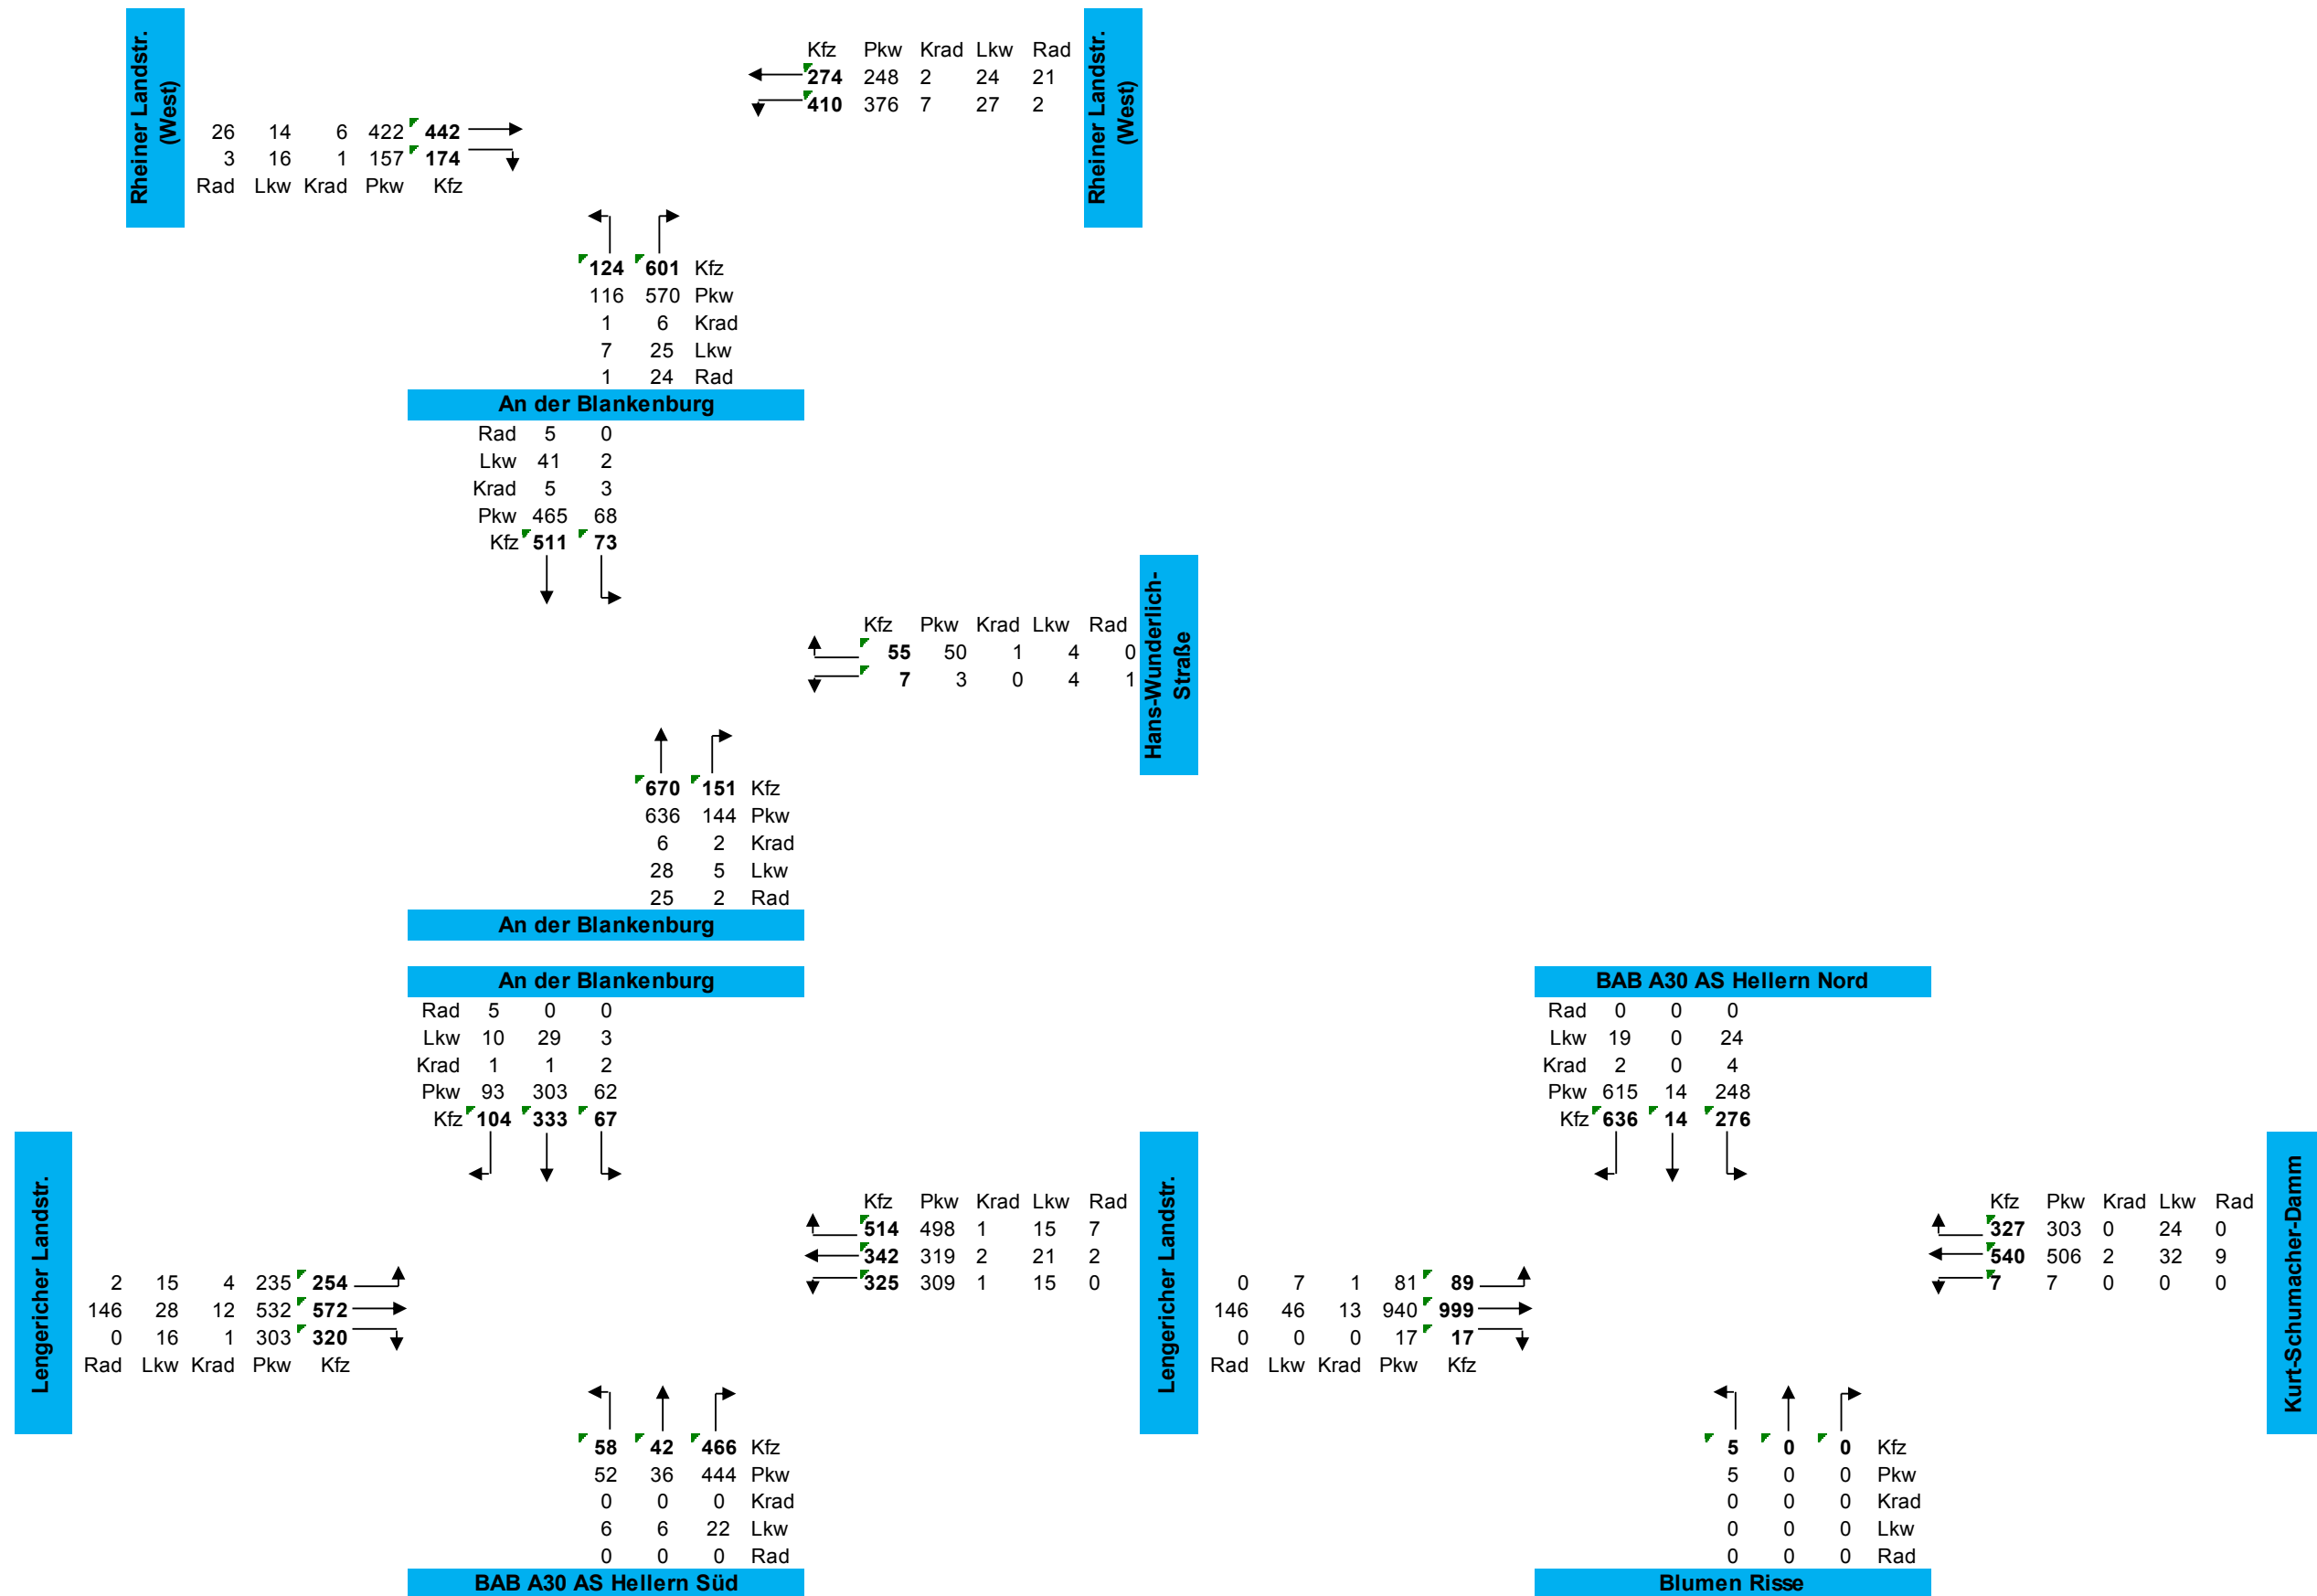 Rheiner Landstr.
(West)
Kfz Pkw Krad Lkw Rad
274 248 2 24 21
410 376 7 27 2
Rheiner Landstr.
(West)
26 14 6 422 442
3 16 1 157 174
Rad Lkw Krad Pkw Kfz
124 601 Kfz
116 570 Pkw
1 6 Krad
7 25 Lkw
1 24 Rad
An der Blankenburg
Rad 5 0
Lkw 41 2
Krad 5 3
Pkw 465 68
Kfz 511 73
Kfz Pkw Krad Lkw Rad
55 50 1 4 0
7 3 0 4 1
Hans-Wunderlich-
Straße
670 151 Kfz
636 144 Pkw
6 2 Krad
28 5 Lkw
25 2 Rad
An der Blankenburg
An der Blankenburg
Rad 5 0 0
Lkw 10 29 3
Krad 1 1 2
Pkw 93 303 62
Kfz 104 333 67
Lengericher Landstr.
2 15 4 235 254
146 28 12 532 572
0 16 1 303 320
Rad Lkw Krad Pkw Kfz
Kfz Pkw Krad Lkw Rad
514 498 1 15 7
342 319 2 21 2
325 309 1 15 0
58 42 466 Kfz
52 36 444 Pkw
0 0 0 Krad
6 6 22 Lkw
0 0 0 Rad
BAB A30 AS Hellern Süd
BAB A30 AS Hellern Nord
Rad 0 0 0
Lkw 19 0 24
Krad 2 0 4
Pkw 615 14 248
Kfz 636 14 276
Lengericher Landstr.
0 7 1 81 89
146 46 13 940 999
0 0 0 17 17
Rad Lkw Krad Pkw Kfz
Kfz Pkw Krad Lkw Rad
327 303 0 24 0
540 506 2 32 9
7 7 0 0 0
Kurt-Schumacher-Damm
5 0 0 Kfz
5 0 0 Pkw
0 0 0 Krad
0 0 0 Lkw
0 0 0 Rad
Blumen Risse